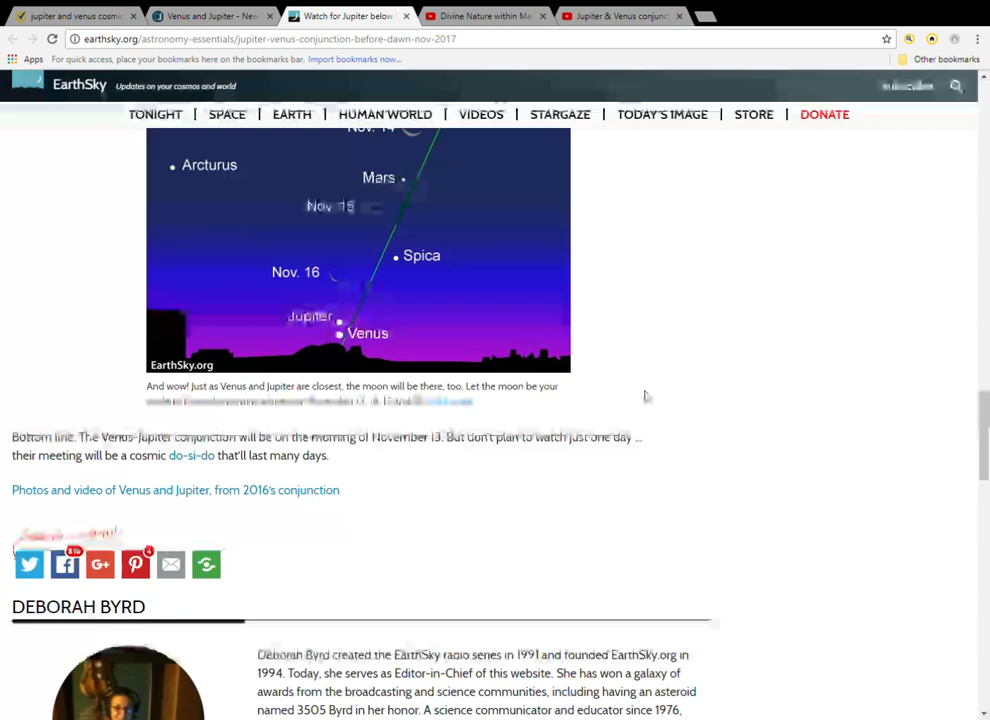 jupiter and venus cosmic
Venus and Jupiter - New
Watch for Jupiter below
Divine Nature within Ma
Jupiter & Venus conjunc
earthsky.org/astronomy-essentials/jupiter-venus-conjunction-before-dawn-nov-2017
Apps For quick access, place your bookmarks here on the bookmarks bar. Import bookmarks now... Other bookmarks
EarthSky Updates on your cosmos and world
TONIGHT | SPACE | EARTH | HUMAN WORLD | VIDEOS | STARGAZE | TODAY'S IMAGE | STORE | DONATE
Nov. 14
Arcturus
Mars
Nov. 15
Spica
Nov. 16
Jupiter
Venus
EarthSky.org
And wow! Just as Venus and Jupiter are closest, the moon will be there, too. Let the moon be your
Bottom line: The Venus-Jupiter conjunction will be on the morning of November 13. But don't plan to watch just one day ...
their meeting will be a cosmic do-si-do that'll last many days.
Photos and video of Venus and Jupiter, from 2016's conjunction
G+
4
DEBORAH BYRD
Deborah Byrd created the EarthSky radio series in 1991 and founded EarthSky.org in
1994. Today, she serves as Editor-in-Chief of this website. She has won a galaxy of
awards from the broadcasting and science communities, including having an asteroid
named 3505 Byrd in her honor. A science communicator and educator since 1976,